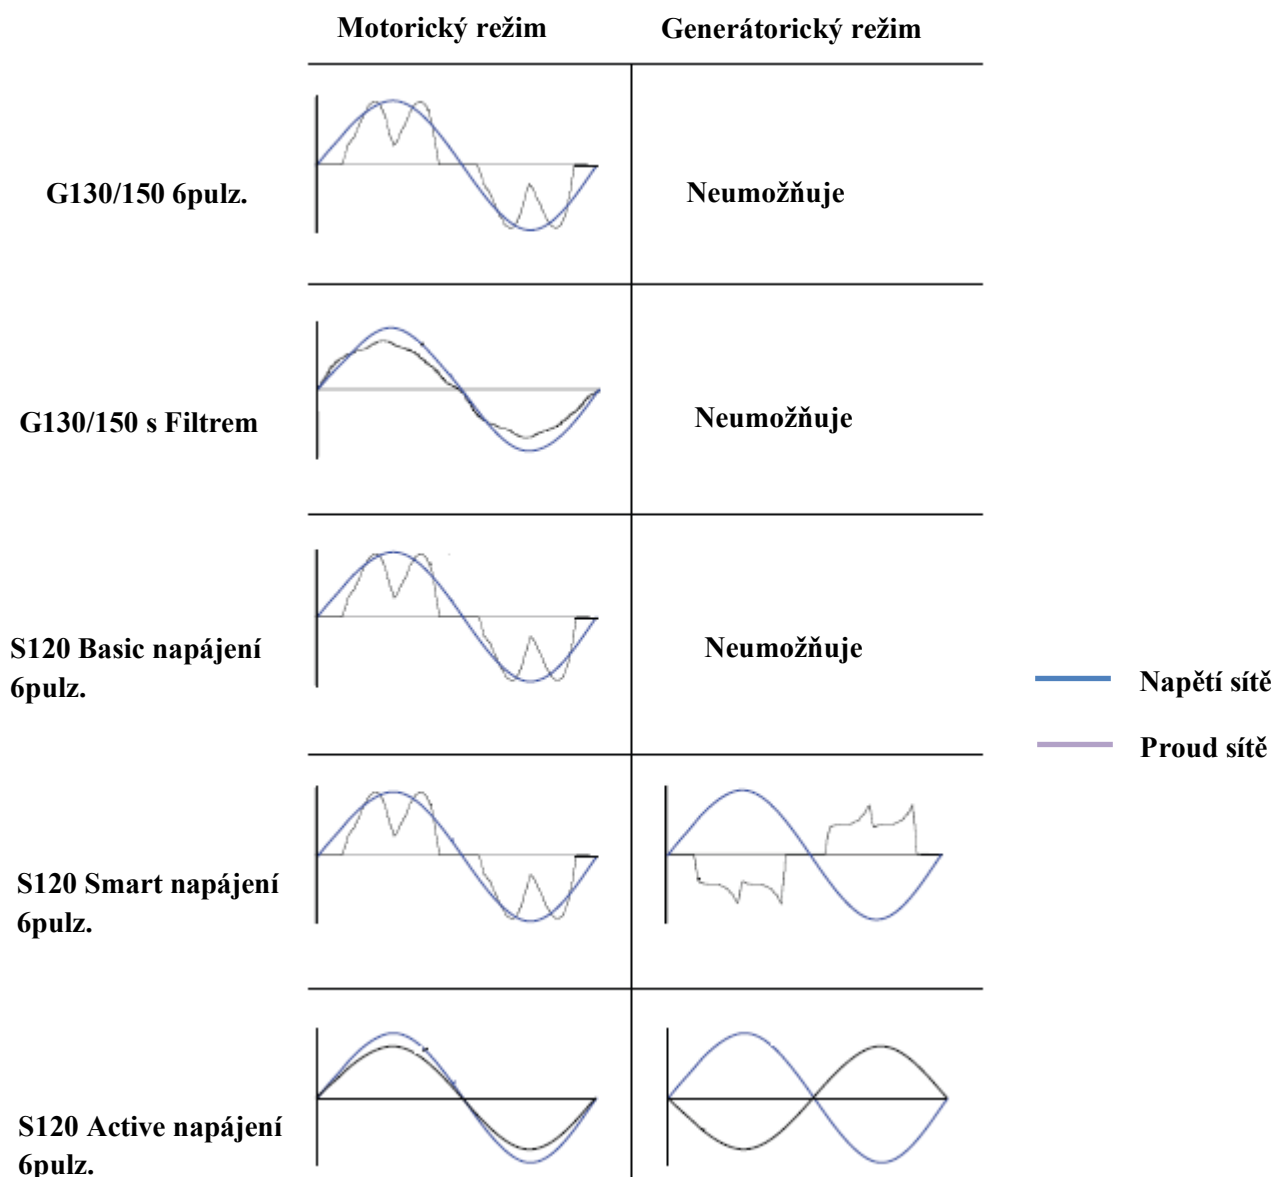 Motorický režim
Generátorický režim
G130/150 6pulz.
Neumožňuje
G130/150 s Filtrem
Neumožňuje
S120 Basic napájení
6pulz.
Neumožňuje
Napětí sítě
Proud sítě
S120 Smart napájení
6pulz.
S120 Active napájení
6pulz.